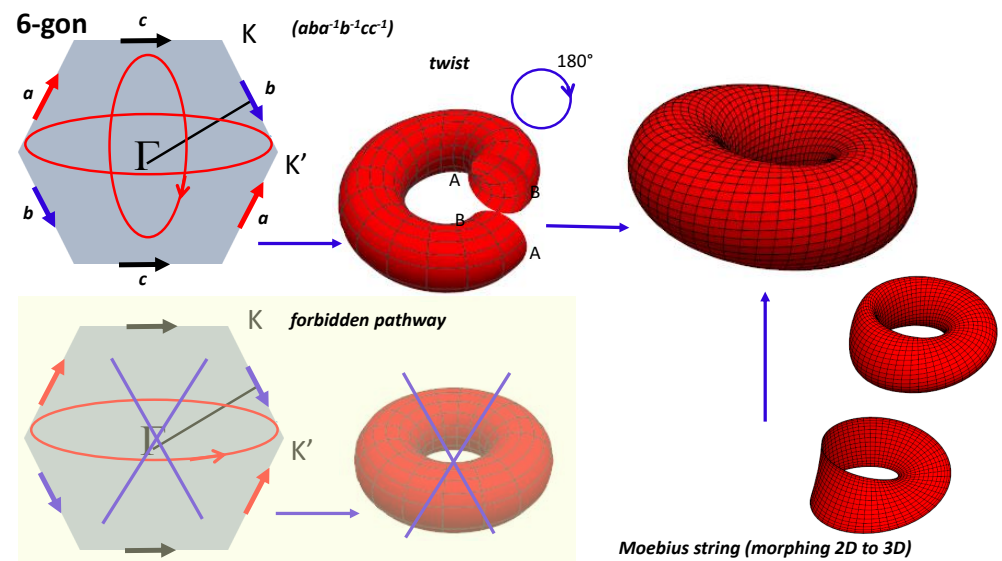 6-gon
c
K
(aba⁻¹b⁻¹cc⁻¹)
a
b
Γ
K'
b
a
c
twist
180°
A
B
B
A
K
forbidden pathway
Γ
K'
Moebius string (morphing 2D to 3D)